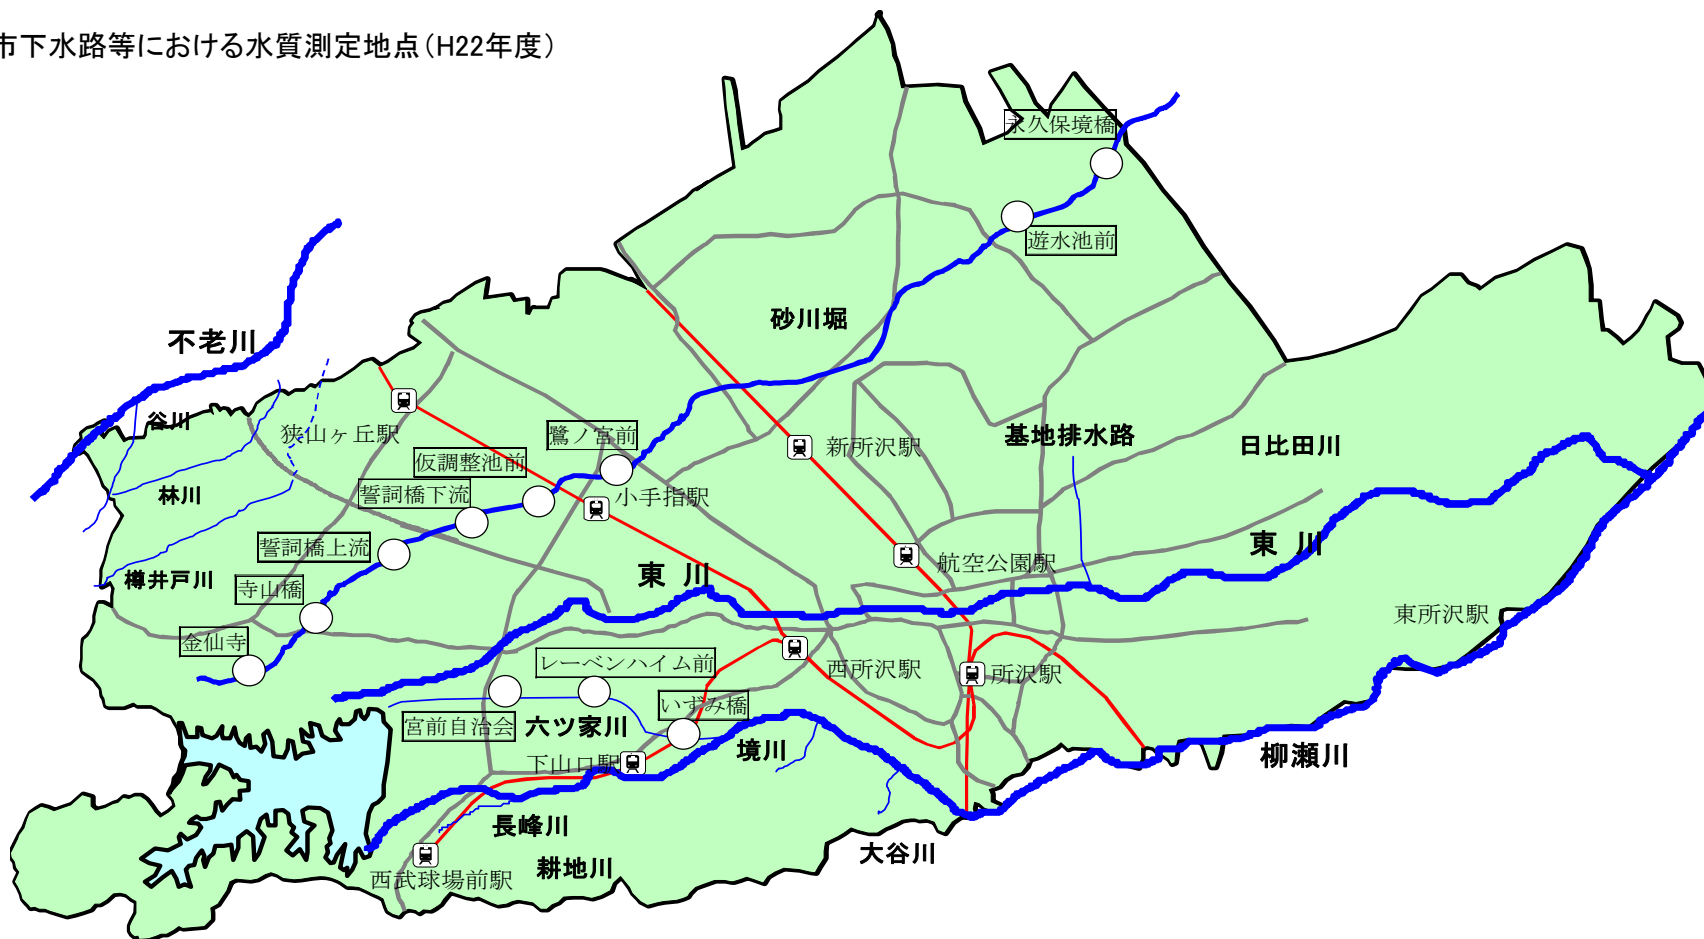 市下水路等における水質測定地点（H22年度）
永久保境橋
遊水池前
砂川堀
不老川
谷川
狭山ヶ丘駅
鷺ノ宮前
新所沢駅
基地排水路
日比田川
仮調整池前
林川
誓詞橋下流
小手指駅
誓詞橋上流
東 川
航空公園駅
東 川
樽井戸川
寺山橋
東所沢駅
金仙寺
レーベンハイム前
西所沢駅
所沢駅
いずみ橋
宮前自治会
六ツ家川
境川
柳瀬川
下山口駅
長峰川
大谷川
耕地川
西武球場前駅